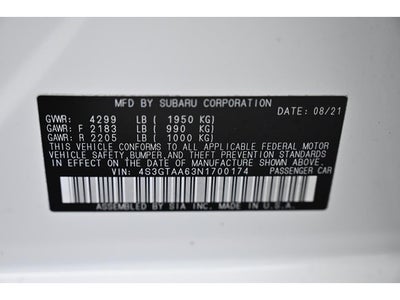 MFD BY SUBARU CORPORATION
DATE: 08/21
GVWR: 4299 LB ( 1950 KG)
GAWR: F 2183 LB ( 990 KG)
GAWR: R 2205 LB ( 1000 KG)
THIS VEHICLE CONFORMS TO ALL APPLICABLE FEDERAL MOTOR
VEHICLE SAFETY, BUMPER, AND THEFT PREVENTION STANDARDS
IN EFFECT ON THE DATE OF MANUFACTURE SHOWN ABOVE.
VIN: 4S3GTAA63N1700174 PASSENGER CAR
MADE BY SIA INC. IN U.S.A.